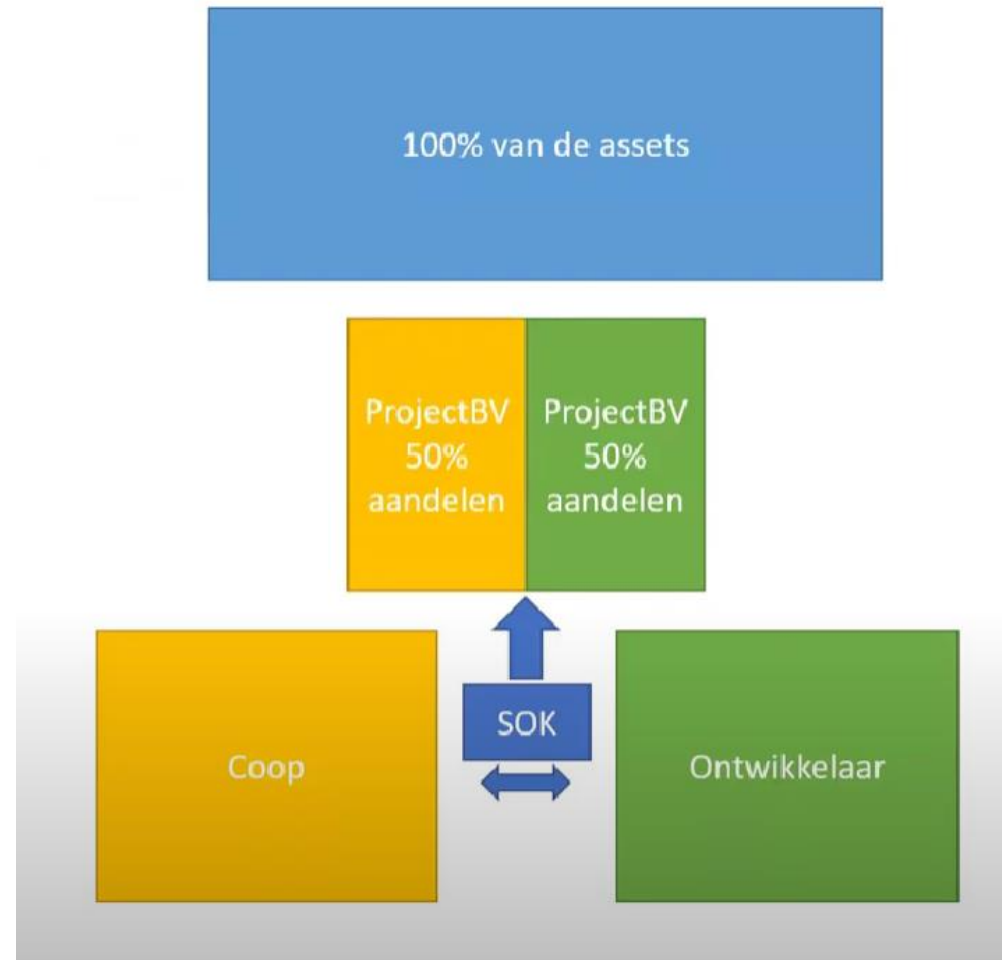 100% van de assets
ProjectBV
50%
aandelen
ProjectBV
50%
aandelen
SOK
Coop
Ontwikkelaar